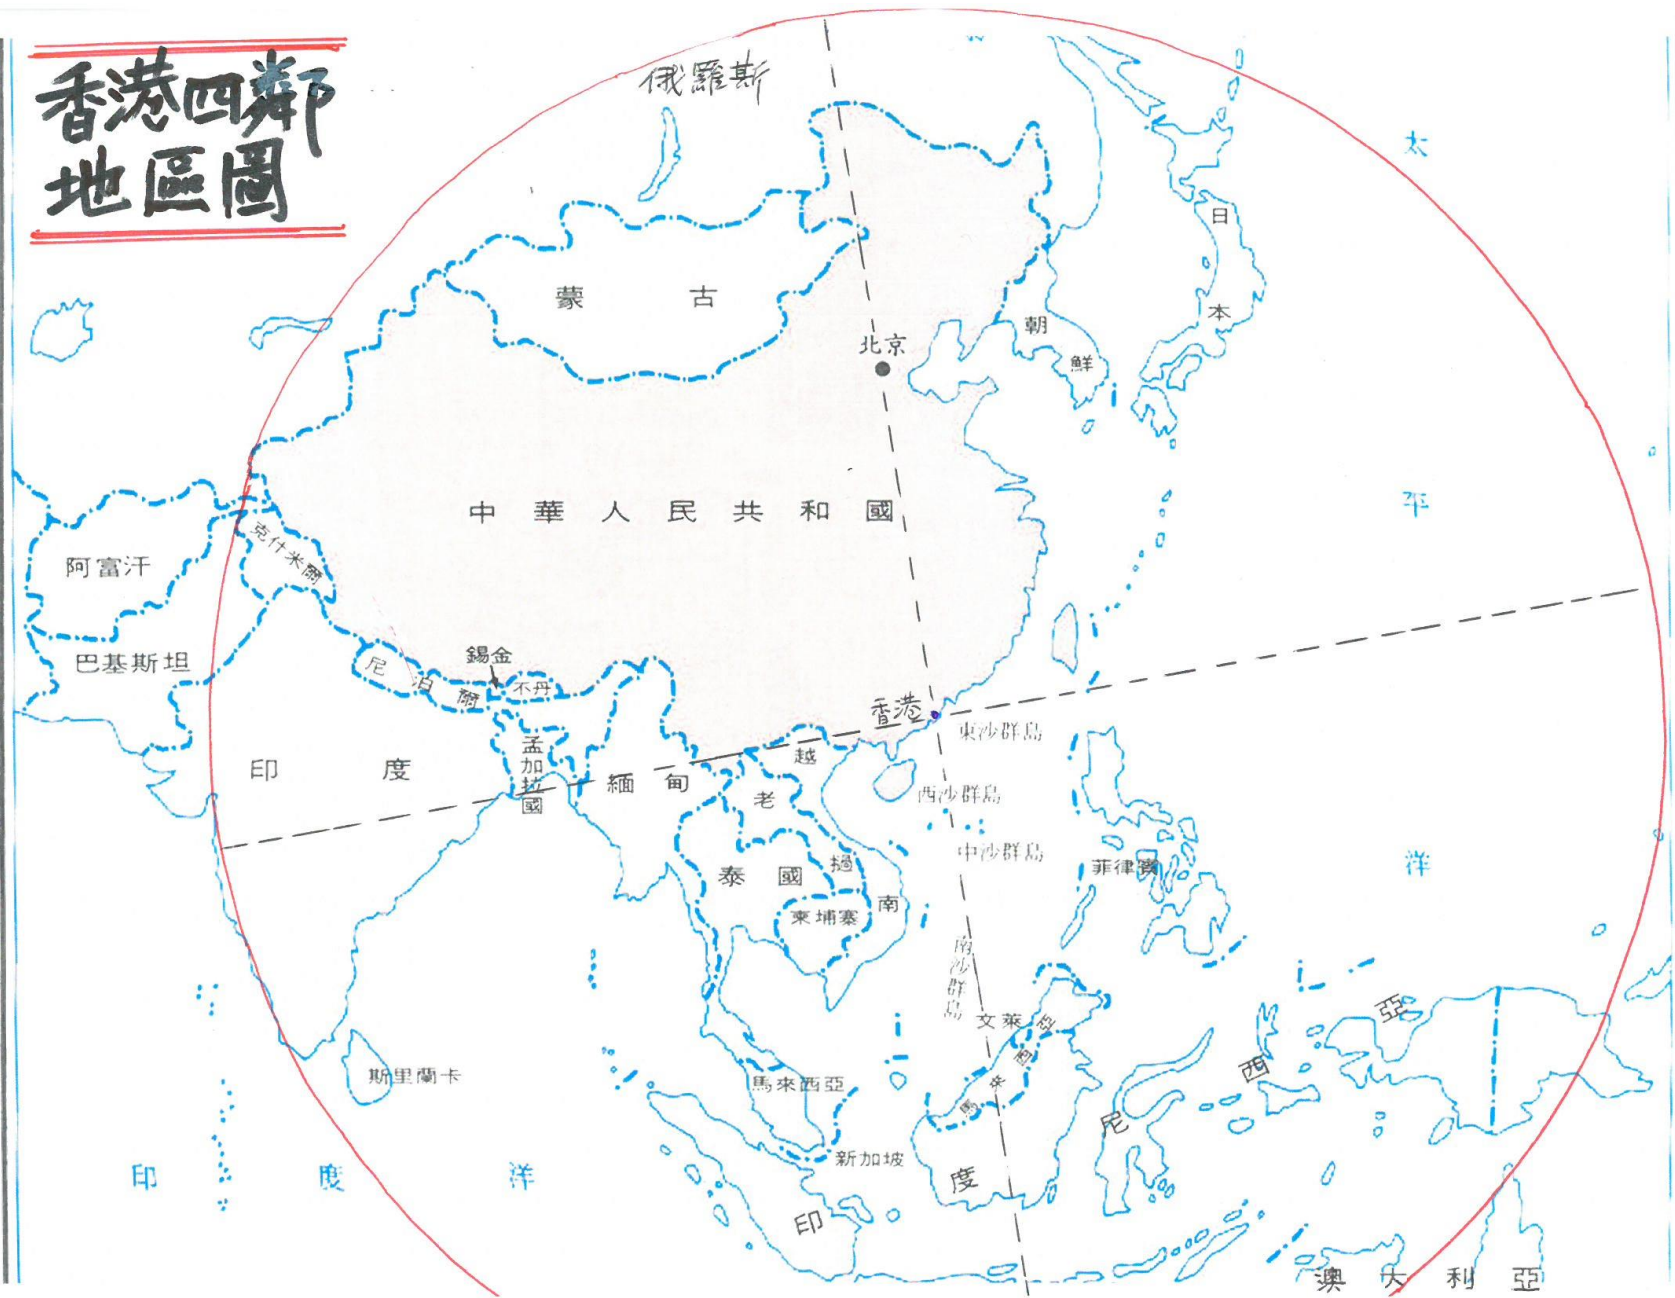 香港四鄰
地區圖
俄羅斯
太
平
洋
日
本
蒙古
朝
鮮
北京
中華人民共和國
克什米爾
阿富汗
巴基斯坦
錫金
尼泊爾
不丹
香港
東沙群島
孟加拉國
印度
緬甸
越
南
老
撾
西沙群島
中沙群島
菲律賓
泰國
柬埔寨
南沙群島
文萊
馬來西亞
斯里蘭卡
馬來西亞
新加坡
印度尼西亞
印度洋
澳大利亞